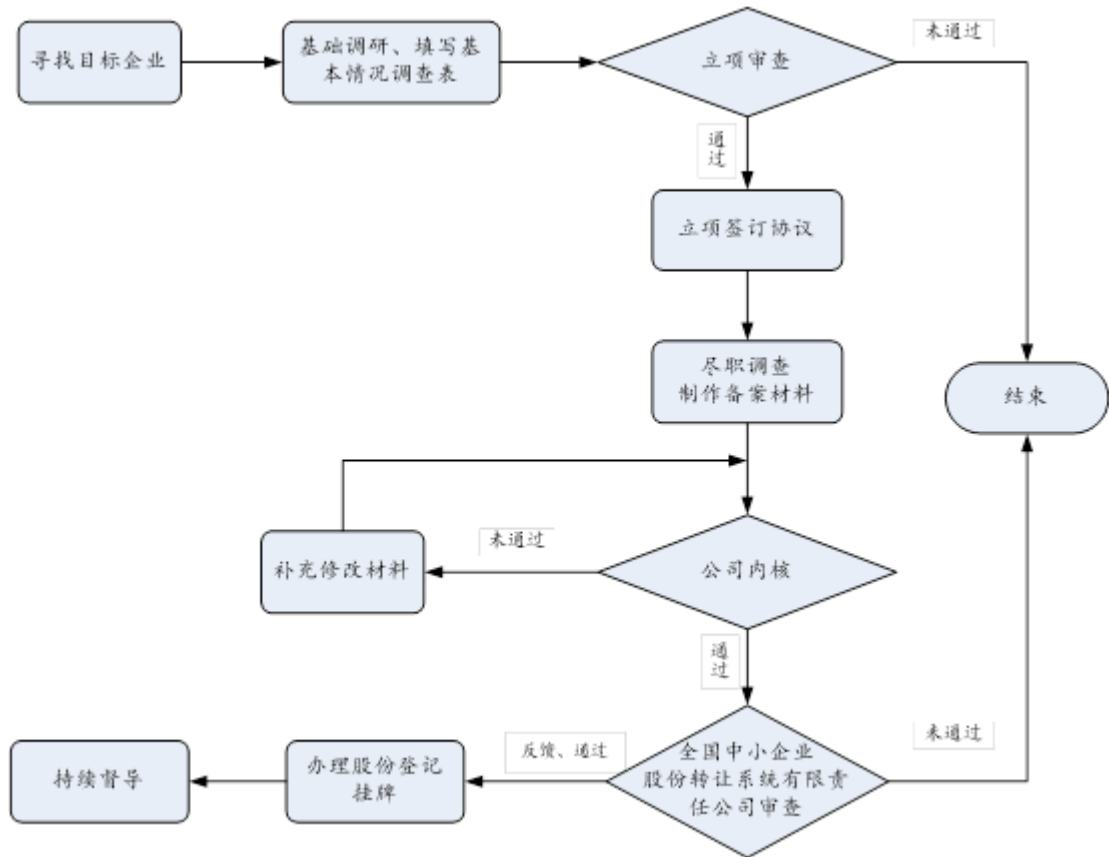 寻找目标企业
基础调研、填写基
本情况调查表
立项审查
未通过
通
过
立项签订协议
尽职调查
制作备案材料
结束
未通过
补充修改材料
公司内核
通
过
未通过
反馈、通过
全国中小企业
股份转让系统有限责
任公司审查
办理股份登记
挂牌
持续督导